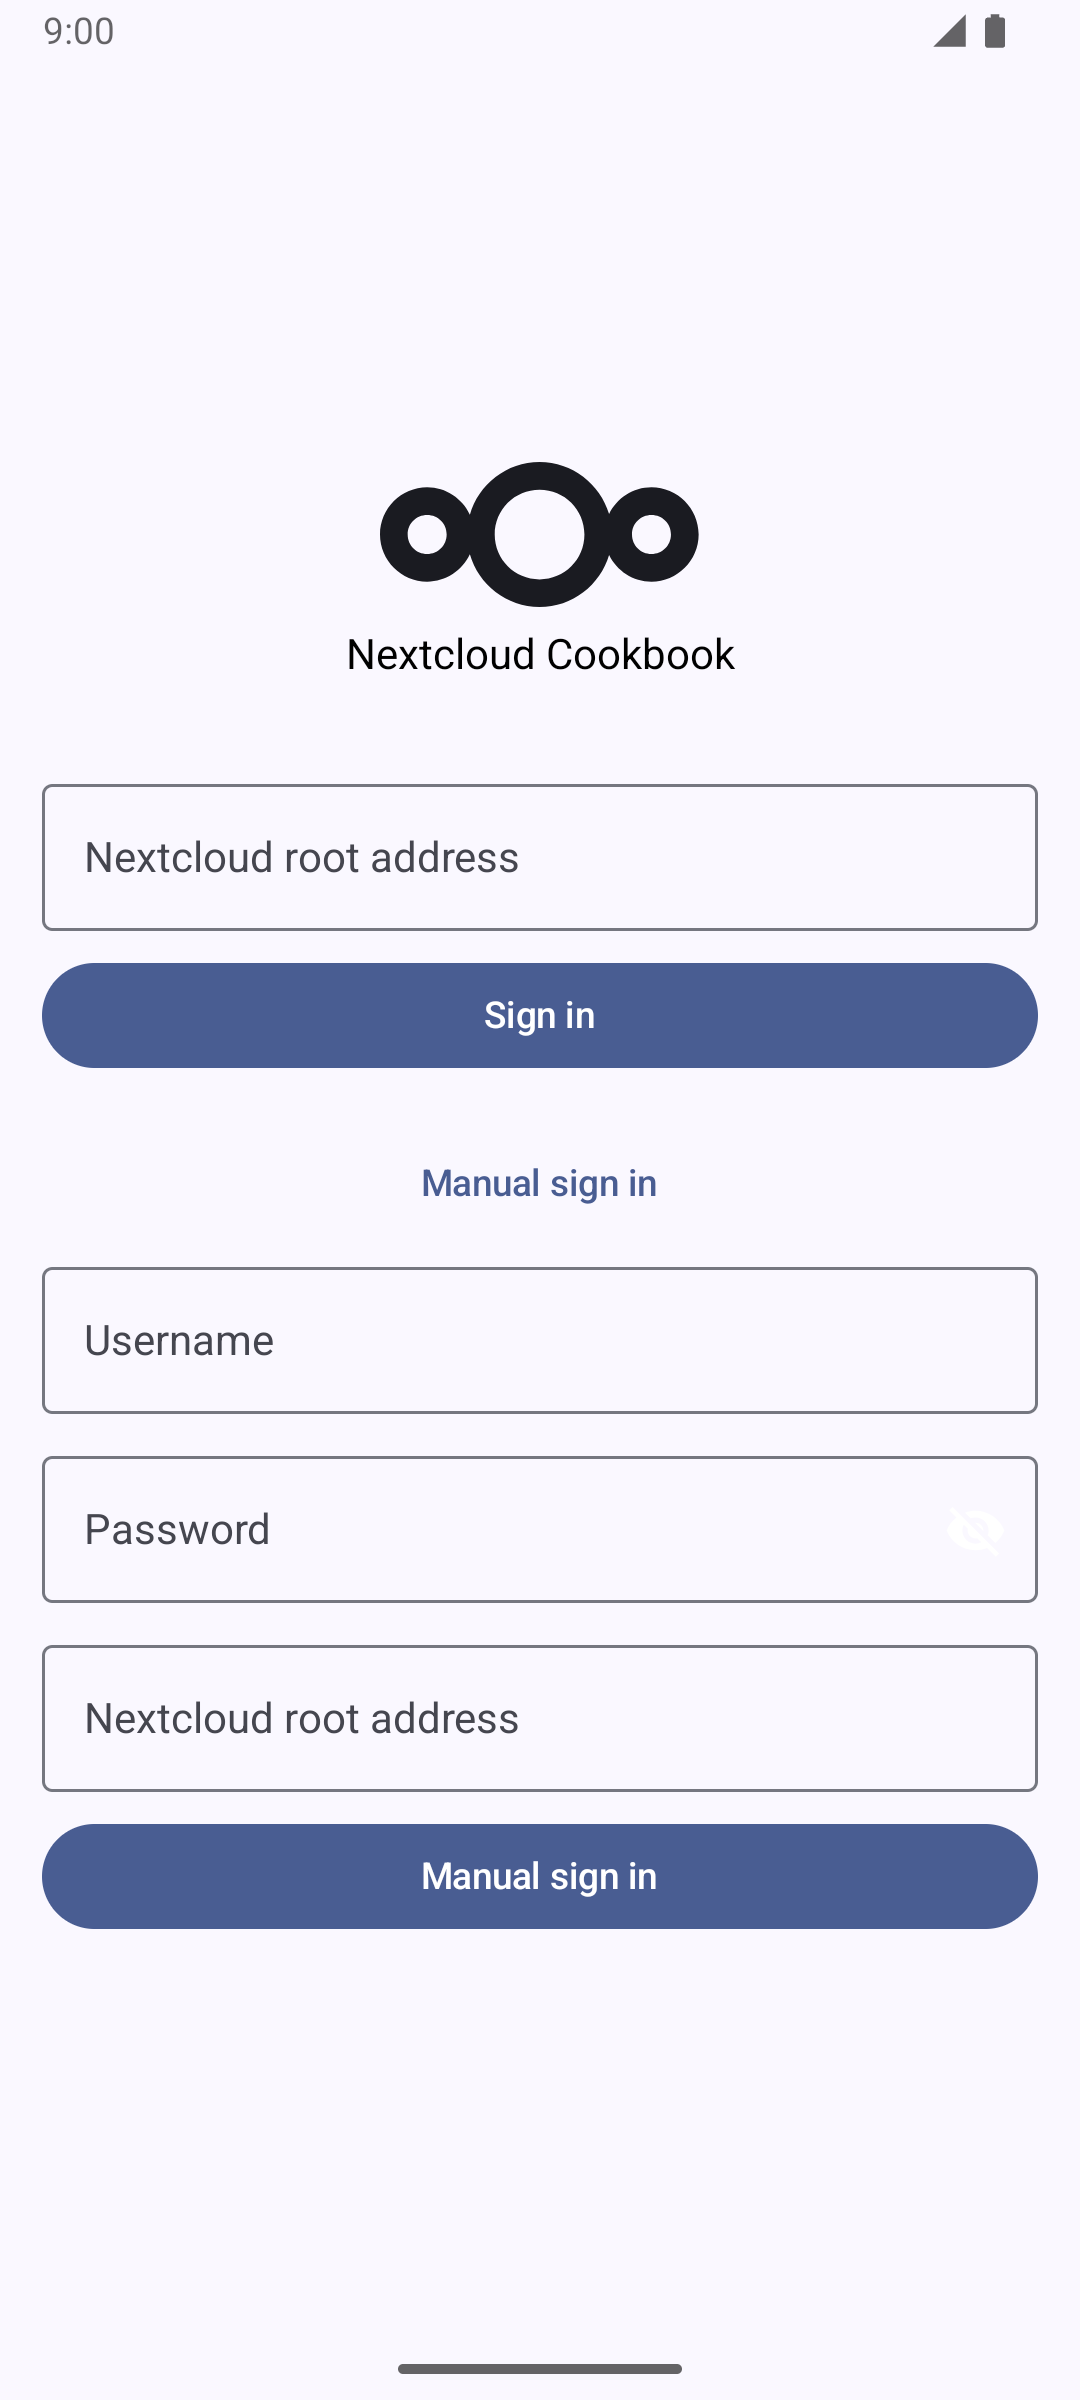 9:00
Nextcloud Cookbook
Nextcloud root address
Sign in
Manual sign in
Username
Password
Nextcloud root address
Manual sign in